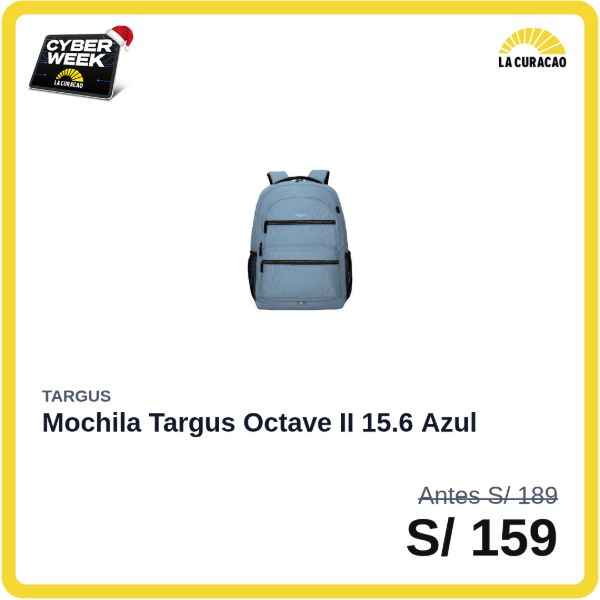 CYBER
WEEK
LA CURACAO
LA CURACAO
TARGUS
Mochila Targus Octave II 15.6 Azul
Antes S/ 189
S/ 159